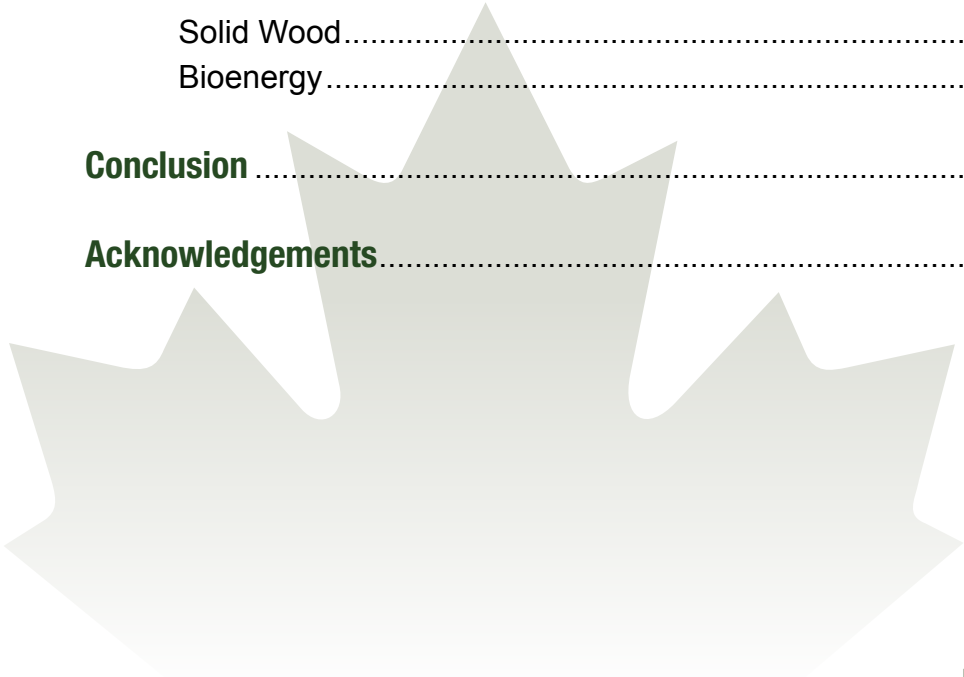 Solid Wood........................................................................
Bioenergy.........................................................................
Conclusion ................................................................................
Acknowledgements..................................................................